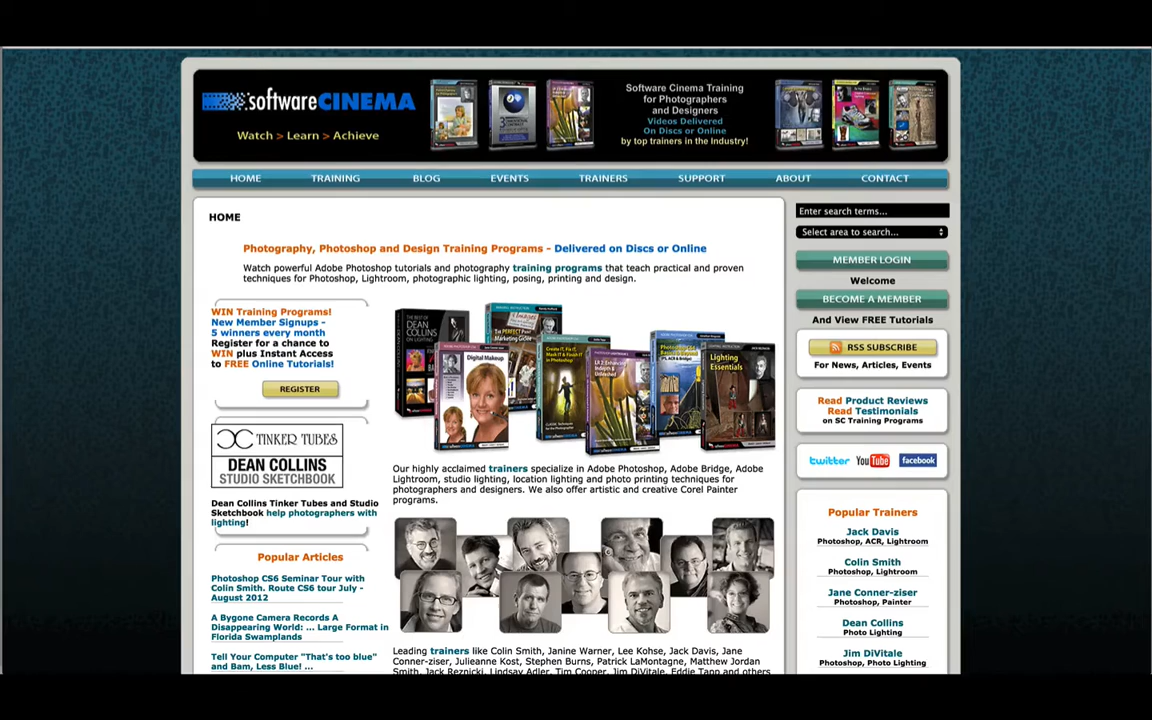 softwareCINEMA
Watch > Learn > Achieve
Software Cinema Training
for Photographers
and Designers
Videos Delivered
On Discs or Online
by top trainers in the Industry!
HOME
TRAINING
BLOG
EVENTS
TRAINERS
SUPPORT
ABOUT
CONTACT
HOME
Photography, Photoshop and Design Training Programs - Delivered on Discs or Online
Watch powerful Adobe Photoshop tutorials and photography training programs that teach practical and proven
techniques for Photoshop, Lightroom, photographic lighting, posing, printing and design.
WIN Training Programs!
New Member Signups -
5 winners every month
Register for a chance to
WIN plus Instant Access
to FREE Online Tutorials!
REGISTER
TINKER TUBES
DEAN COLLINS
STUDIO SKETCHBOOK
Dean Collins Tinker Tubes and Studio
Sketchbook help photographers with
lighting!
Popular Articles
Photoshop CS6 Seminar Tour with
Colin Smith. Route CS6 tour July -
August 2012
A Bygone Camera Records A
Disappearing World: ... Large Format in
Florida Swamplands
Tell Your Computer "That's too blue"
and Bam, Less Blue! ...
THE BEST OF
DEAN
COLLINS
ON LIGHTING
Digital Makeup
Lighting
Essentials
Our highly acclaimed trainers specialize in Adobe Photoshop, Adobe Bridge, Adobe
Lightroom, studio lighting, location lighting and photo printing techniques for
photographers and designers. We also offer artistic and creative Corel Painter
programs.
Leading trainers like Colin Smith, Janine Warner, Lee Kohse, Jack Davis, Jane
Conner-ziser, Julieanne Kost, Stephen Burns, Patrick LaMontagne, Matthew Jordan
Smith, Jack Reznicki, Lindsay Adler, Tim Cooper, Jim DiVitale, Eddie Tapp and others
Enter search terms...
Select area to search...
MEMBER LOGIN
Welcome
BECOME A MEMBER
And View FREE Tutorials
RSS SUBSCRIBE
For News, Articles, Events
Read Product Reviews
Read Testimonials
on SC Training Programs
twitter
YouTube
facebook
Popular Trainers
Jack Davis
Photoshop, ACR, Lightroom
Colin Smith
Photoshop, Lightroom
Jane Conner-ziser
Photoshop, Painter
Dean Collins
Photo Lighting
Jim DiVitale
Photoshop, Photo Lighting